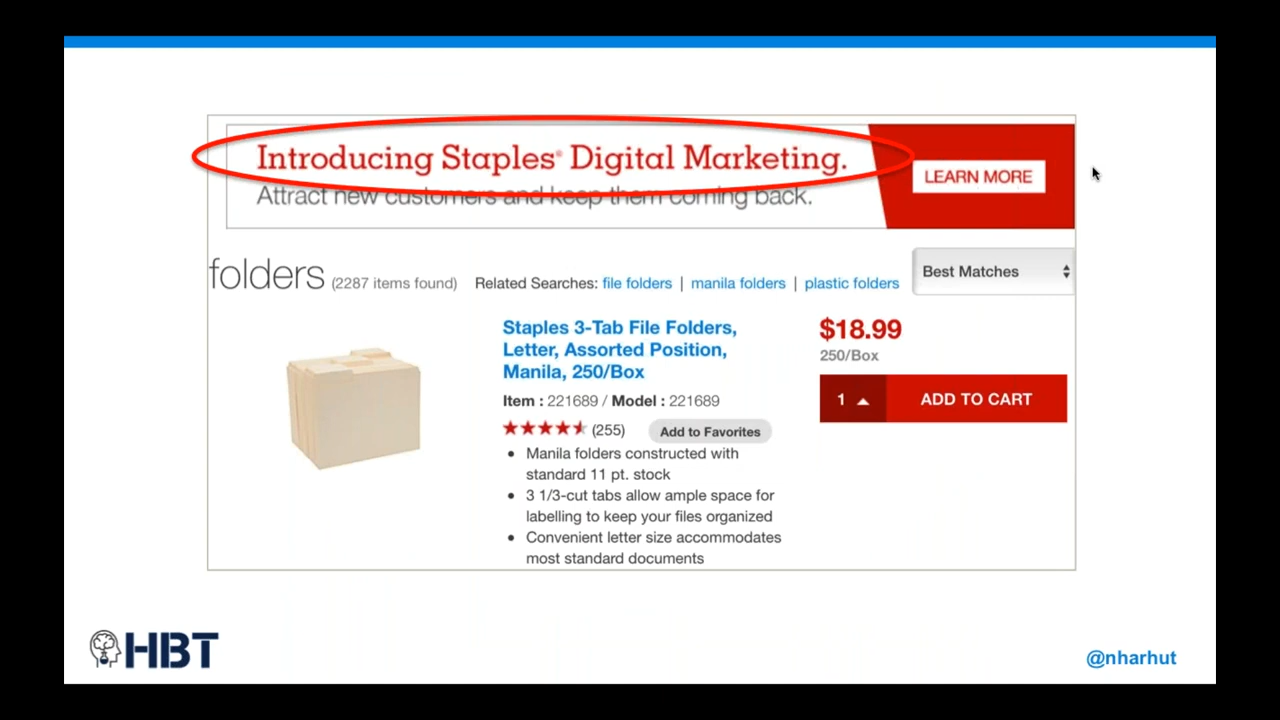 Introducing Staples® Digital Marketing.
Attract new customers and keep them coming back.
LEARN MORE
folders (2287 items found) Related Searches: file folders | manila folders | plastic folders
Best Matches
Staples 3-Tab File Folders,
Letter, Assorted Position,
Manila, 250/Box
Item : 221689 / Model : 221689
(255) Add to Favorites
• Manila folders constructed with
standard 11 pt. stock
• 3 1/3-cut tabs allow ample space for
labelling to keep your files organized
• Convenient letter size accommodates
most standard documents
$18.99
250/Box
1 ADD TO CART
HBT
@nharhut